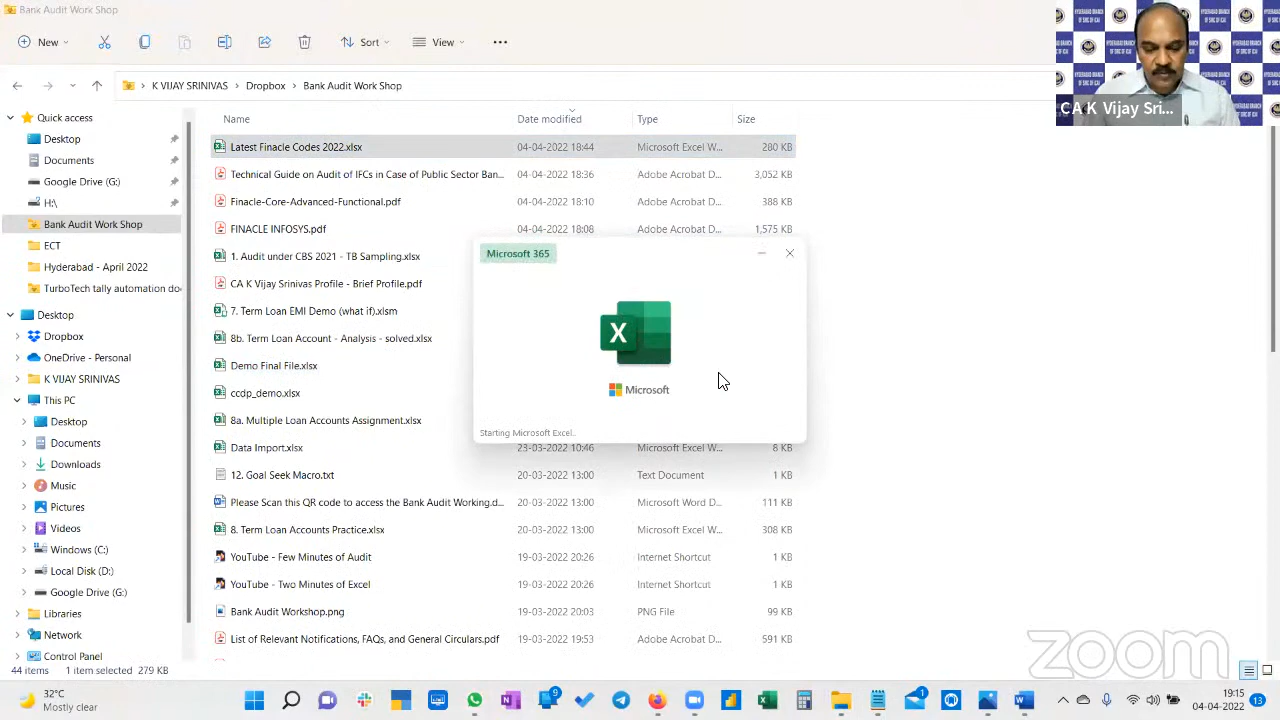 Bank Audit Work Shop
New
Sort
View
K VIJAY SRINIVAS
Dropbox
Bank Audit Work Shop
C A K Vijay Sri...
HYDERABAD BRANCH
OF SIRC OF ICAI
Quick access
Desktop
Documents
Google Drive (G:)
H:\
Bank Audit Work Shop
ECT
Hyderabad - April 2022
TurboTech tally automation do
Desktop
Dropbox
OneDrive - Personal
K VIJAY SRINIVAS
This PC
Desktop
Documents
Downloads
Music
Pictures
Videos
Windows (C:)
Local Disk (D:)
Google Drive (G:)
Libraries
Network
Control Panel
Name Date modified Type Size
Latest Finacle Codes 2022.xlsx 04-04-2022 18:44 Microsoft Excel W... 280 KB
Technical Guide on Audit of IFCs in Case of Public Sector Ban... 04-04-2022 18:36 Adobe Acrobat D... 3,052 KB
Finacle-Core-Advanced-Functional.pdf 04-04-2022 18:10 Adobe Acrobat D... 388 KB
FINACLE INFOSYS.pdf 04-04-2022 18:08 Adobe Acrobat D... 1,575 KB
1. Audit under CBS 2021 - TB Sampling.xlsx
CA K Vijay Srinivas Profile - Brief Profile.pdf
7. Term Loan EMI Demo (what if).xlsm
8b. Term Loan Account - Analysis - solved.xlsx
Demo Final File.xlsx
ccdp_demo.xlsx
8a. Multiple Loan Accounts Assignment.xlsx
Data Import.xlsx 23-03-2022 10:46 Microsoft Excel W... 8 KB
12. Goal Seek Macro.txt 20-03-2022 13:00 Text Document 1 KB
Please Scan this QR code to access the Bank Audit Working.d... 20-03-2022 13:00 Microsoft Word D... 111 KB
8. Term Loan Accounts Practice.xlsx 20-03-2022 13:00 Microsoft Excel W... 308 KB
YouTube - Few Minutes of Audit 19-03-2022 20:26 Internet Shortcut 1 KB
YouTube - Two Minutes of Excel 19-03-2022 20:26 Internet Shortcut 1 KB
Bank Audit Workshop.png 19-03-2022 20:03 PNG File 99 KB
List of Relevant Notifications, FAQs, and General Circulars.pdf 19-03-2022 19:53 Adobe Acrobat D... 591 KB
Microsoft 365
X
Microsoft
Starting Microsoft Excel..
zoom
44 items 1 item selected 279 KB
32°C
Mostly clear
9
1
19:15
04-04-2022
13